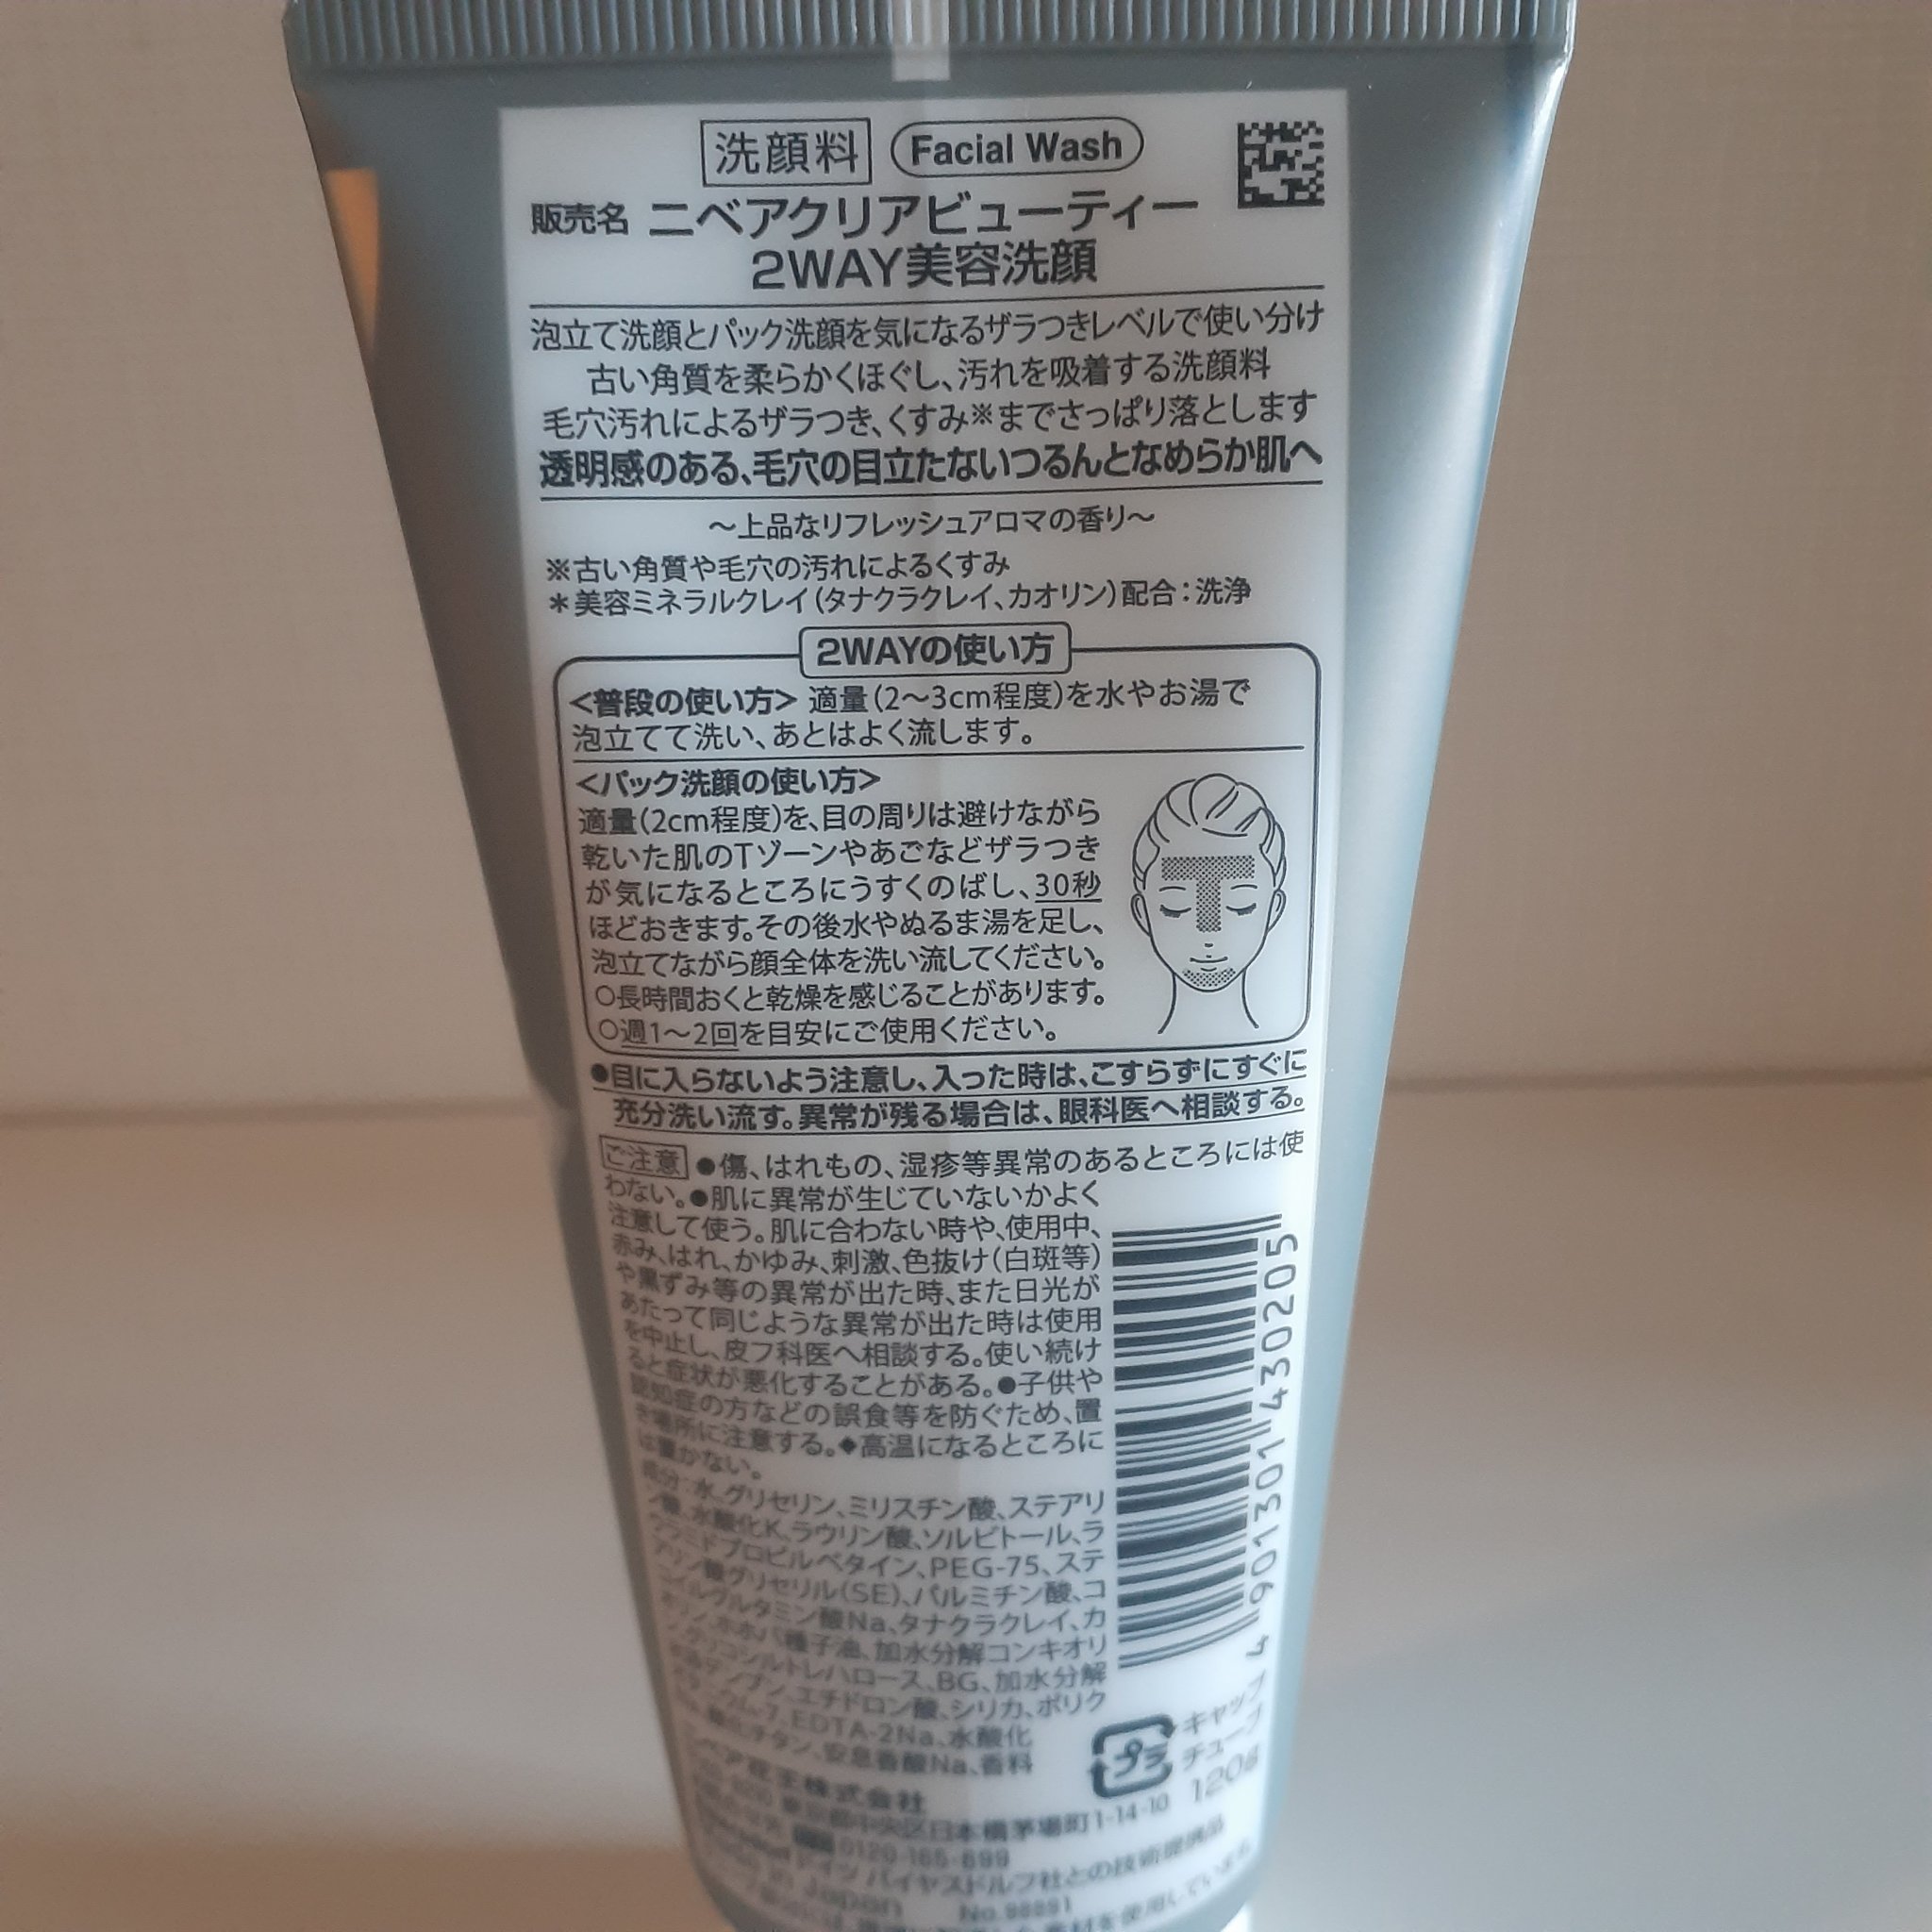 洗顔料 Facial Wash
販売名 ニベアクリアビューティー
2WAY美容洗顔
泡立て洗顔とパック洗顔を気になるザラつきレベルで使い分け
古い角質を柔らかくほぐし、汚れを吸着する洗顔料
毛穴汚れによるザラつき、くすみ※までさっぱり落とします
透明感のある、毛穴の目立たないつるんとなめらか肌へ
～上品なリフレッシュアロマの香り～
※古い角質や毛穴の汚れによるくすみ
＊美容ミネラルクレイ（タナクラクレイ、カオリン）配合：洗浄
2WAYの使い方
＜普段の使い方＞ 適量（2～3cm程度）を水やお湯で
泡立てて洗い、あとはよく流します。
＜パック洗顔の使い方＞
適量（2cm程度）を、目の周りは避けながら
乾いた肌のTゾーンやあごなどザラつき
が気になるところにうすくのばし、30秒
ほどおきます。その後水やぬるま湯を足し、
泡立てながら顔全体を洗い流してください。
○長時間おくと乾燥を感じることがあります。
○週1～2回を目安にご使用ください。
●目に入らないよう注意し、入った時は、こすらずにすぐに
充分洗い流す。異常が残る場合は、眼科医へ相談する。
ご注意 ●傷、はれもの、湿疹等異常のあるところには使
わない。●肌に異常が生じていないかよく
注意して使う。肌に合わない時や、使用中、
赤み、はれ、かゆみ、刺激、色抜け（白斑等）
や黒ずみ等の異常が出た時、また日光が
あたって同じような異常が出た時は使用
を中止し、皮フ科医へ相談する。使い続け
ると症状が悪化することがある。●子供や
認知症の方などの誤食等を防ぐため、置
き場所に注意する。◆高温になるところに
は置かない。
成分：水、グリセリン、ミリスチン酸、ステアリ
ン酸、水酸化K、ラウリン酸、ソルビトール、ラ
ウラミドプロピルベタイン、PEG-75、ステ
アリン酸グリセリル（SE）、パルミチン酸、コ
コイルグルタミン酸Na、タナクラクレイ、カ
オリン、ホホバ種子油、加水分解コンキオリ
ン、グリコシルトレハロース、BG、加水分解
水添デンプン、エチドロン酸、シリカ、ポリク
オタニウム-7、EDTA-2Na、水酸化
Na、酸化チタン、安息香酸Na、香料
4 901301 430205
プラ
キャップ
チューブ
120g
ニベア花王株式会社
東京都中央区日本橋茅場町1-14-10
0120-165-699
ドイツ バイヤスドルフ社との技術提携品
Made in Japan